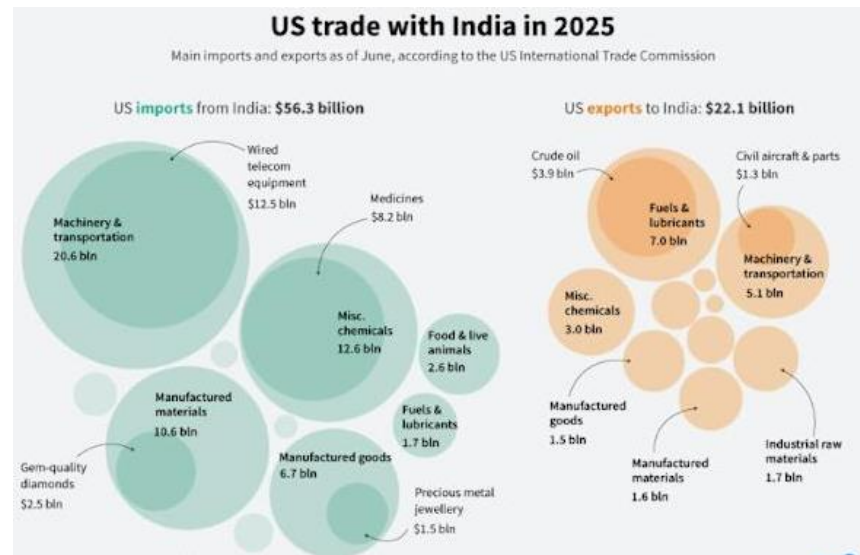 US trade with India in 2025
Main imports and exports as of June, according to the US International Trade Commission
US imports from India: $56.3 billion
Wired
telecom
equipment
$12.5 bln
Machinery &
transportation
20.6 bln
Medicines
$8.2 bln
Misc.
chemicals
12.6 bln
Food & live
animals
2.6 bln
Manufactured
materials
10.6 bln
Fuels &
lubricants
1.7 bln
Gem-quality
diamonds
$2.5 bln
Manufactured goods
6.7 bln
Precious metal
jewellery
$1.5 bln
US exports to India: $22.1 billion
Crude oil
$3.9 bln
Civil aircraft & parts
$1.3 bln
Fuels &
lubricants
7.0 bln
Machinery &
transportation
5.1 bln
Misc.
chemicals
3.0 bln
Manufactured
goods
1.5 bln
Manufactured
materials
1.6 bln
Industrial raw
materials
1.7 bln